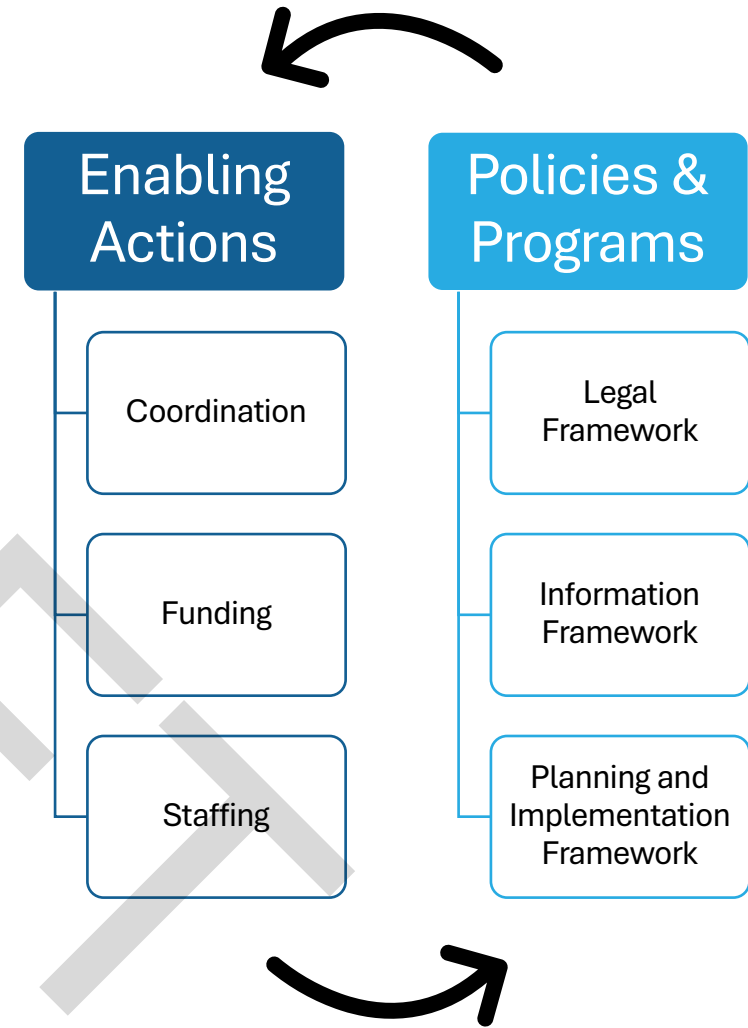 Enabling
Actions
Coordination
Funding
Staffing
Policies &
Programs
Legal
Framework
Information
Framework
Planning and
Implementation
Framework